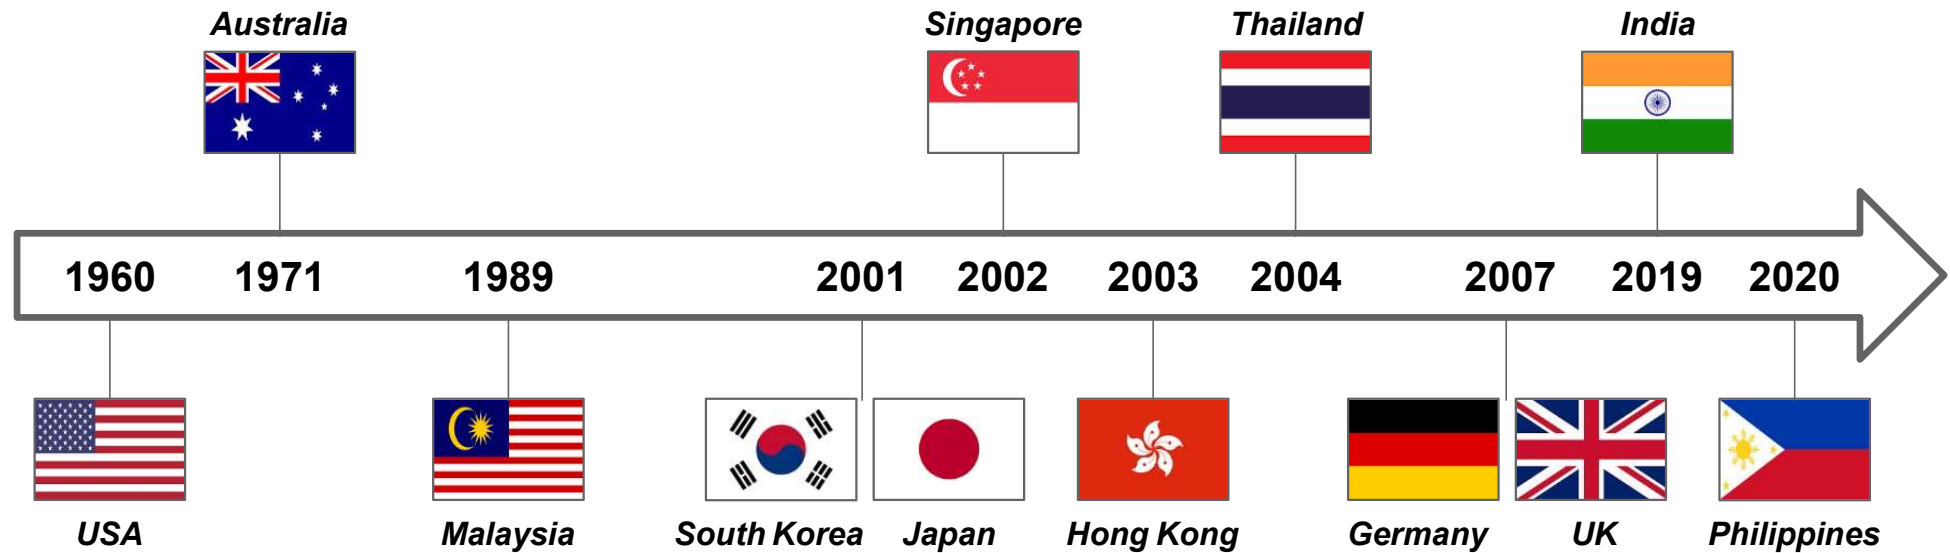 Australia Singapore Thailand India
1960 1971 1989 2001 2002 2003 2004 2007 2019 2020
USA Malaysia South Korea Japan Hong Kong Germany UK Philippines